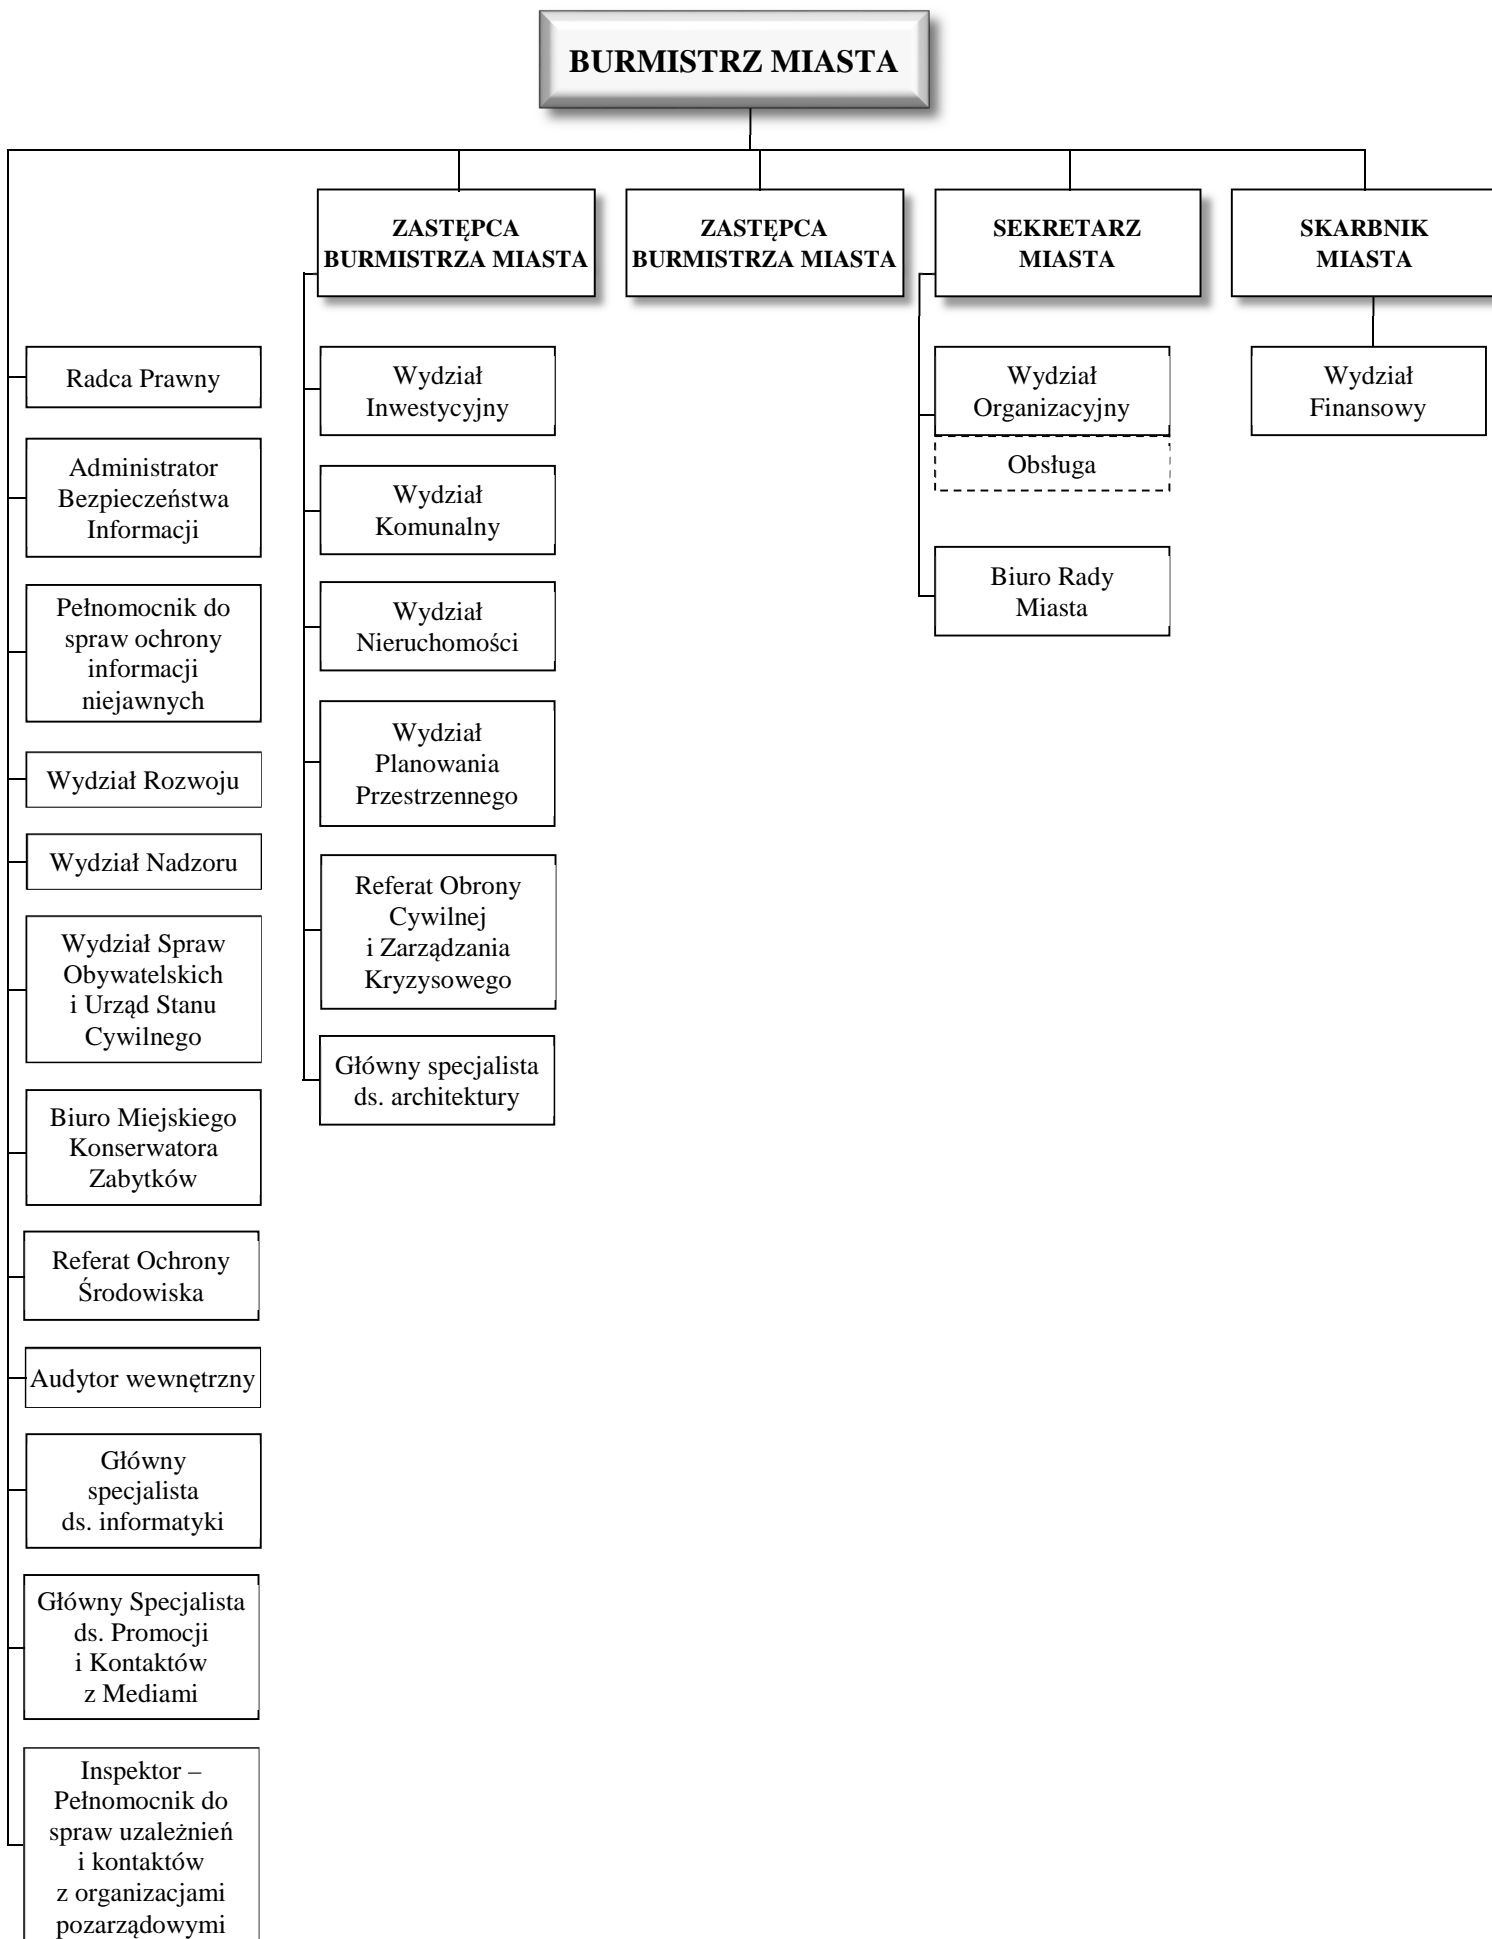 BURMISTRZ MIASTA
ZASTĘPCA
BURMISTRZA MIASTA
ZASTĘPCA
BURMISTRZA MIASTA
SEKRETARZ
MIASTA
SKARBNIK
MIASTA
Radca Prawny
Administrator
Bezpieczeństwa
Informacji
Pełnomocnik do
spraw ochrony
informacji
niejawnych
Wydział Rozwoju
Wydział Nadzoru
Wydział Spraw
Obywatelskich
i Urząd Stanu
Cywilnego
Biuro Miejskiego
Konserwatora
Zabytków
Referat Ochrony
Środowiska
Audytor wewnętrzny
Główny
specjalista
ds. informatyki
Główny Specjalista
ds. Promocji
i Kontaktów
z Mediami
Inspektor –
Pełnomocnik do
spraw uzależnień
i kontaktów
z organizacjami
pozarządowymi
Wydział
Inwestycyjny
Wydział
Komunalny
Wydział
Nieruchomości
Wydział
Planowania
Przestrzennego
Referat Obrony
Cywilnej
i Zarządzania
Kryzysowego
Główny specjalista
ds. architektury
Wydział
Organizacyjny
Obsługa
Biuro Rady
Miasta
Wydział
Finansowy